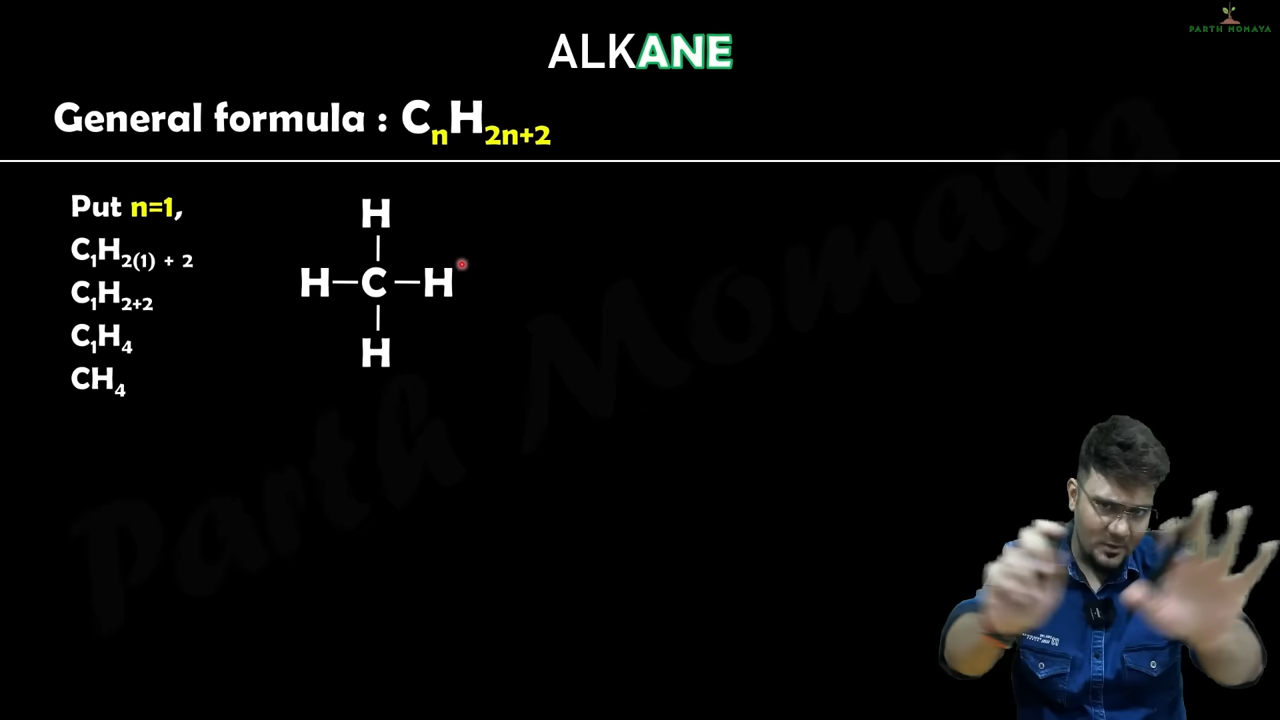 PARTH MOMAYA
ALKANE
General formula : CnH2n+2
Put n=1,
C1H2(1) + 2
C1H2+2
C1H4
CH4
H
H—C—H
H
Parth Momaya